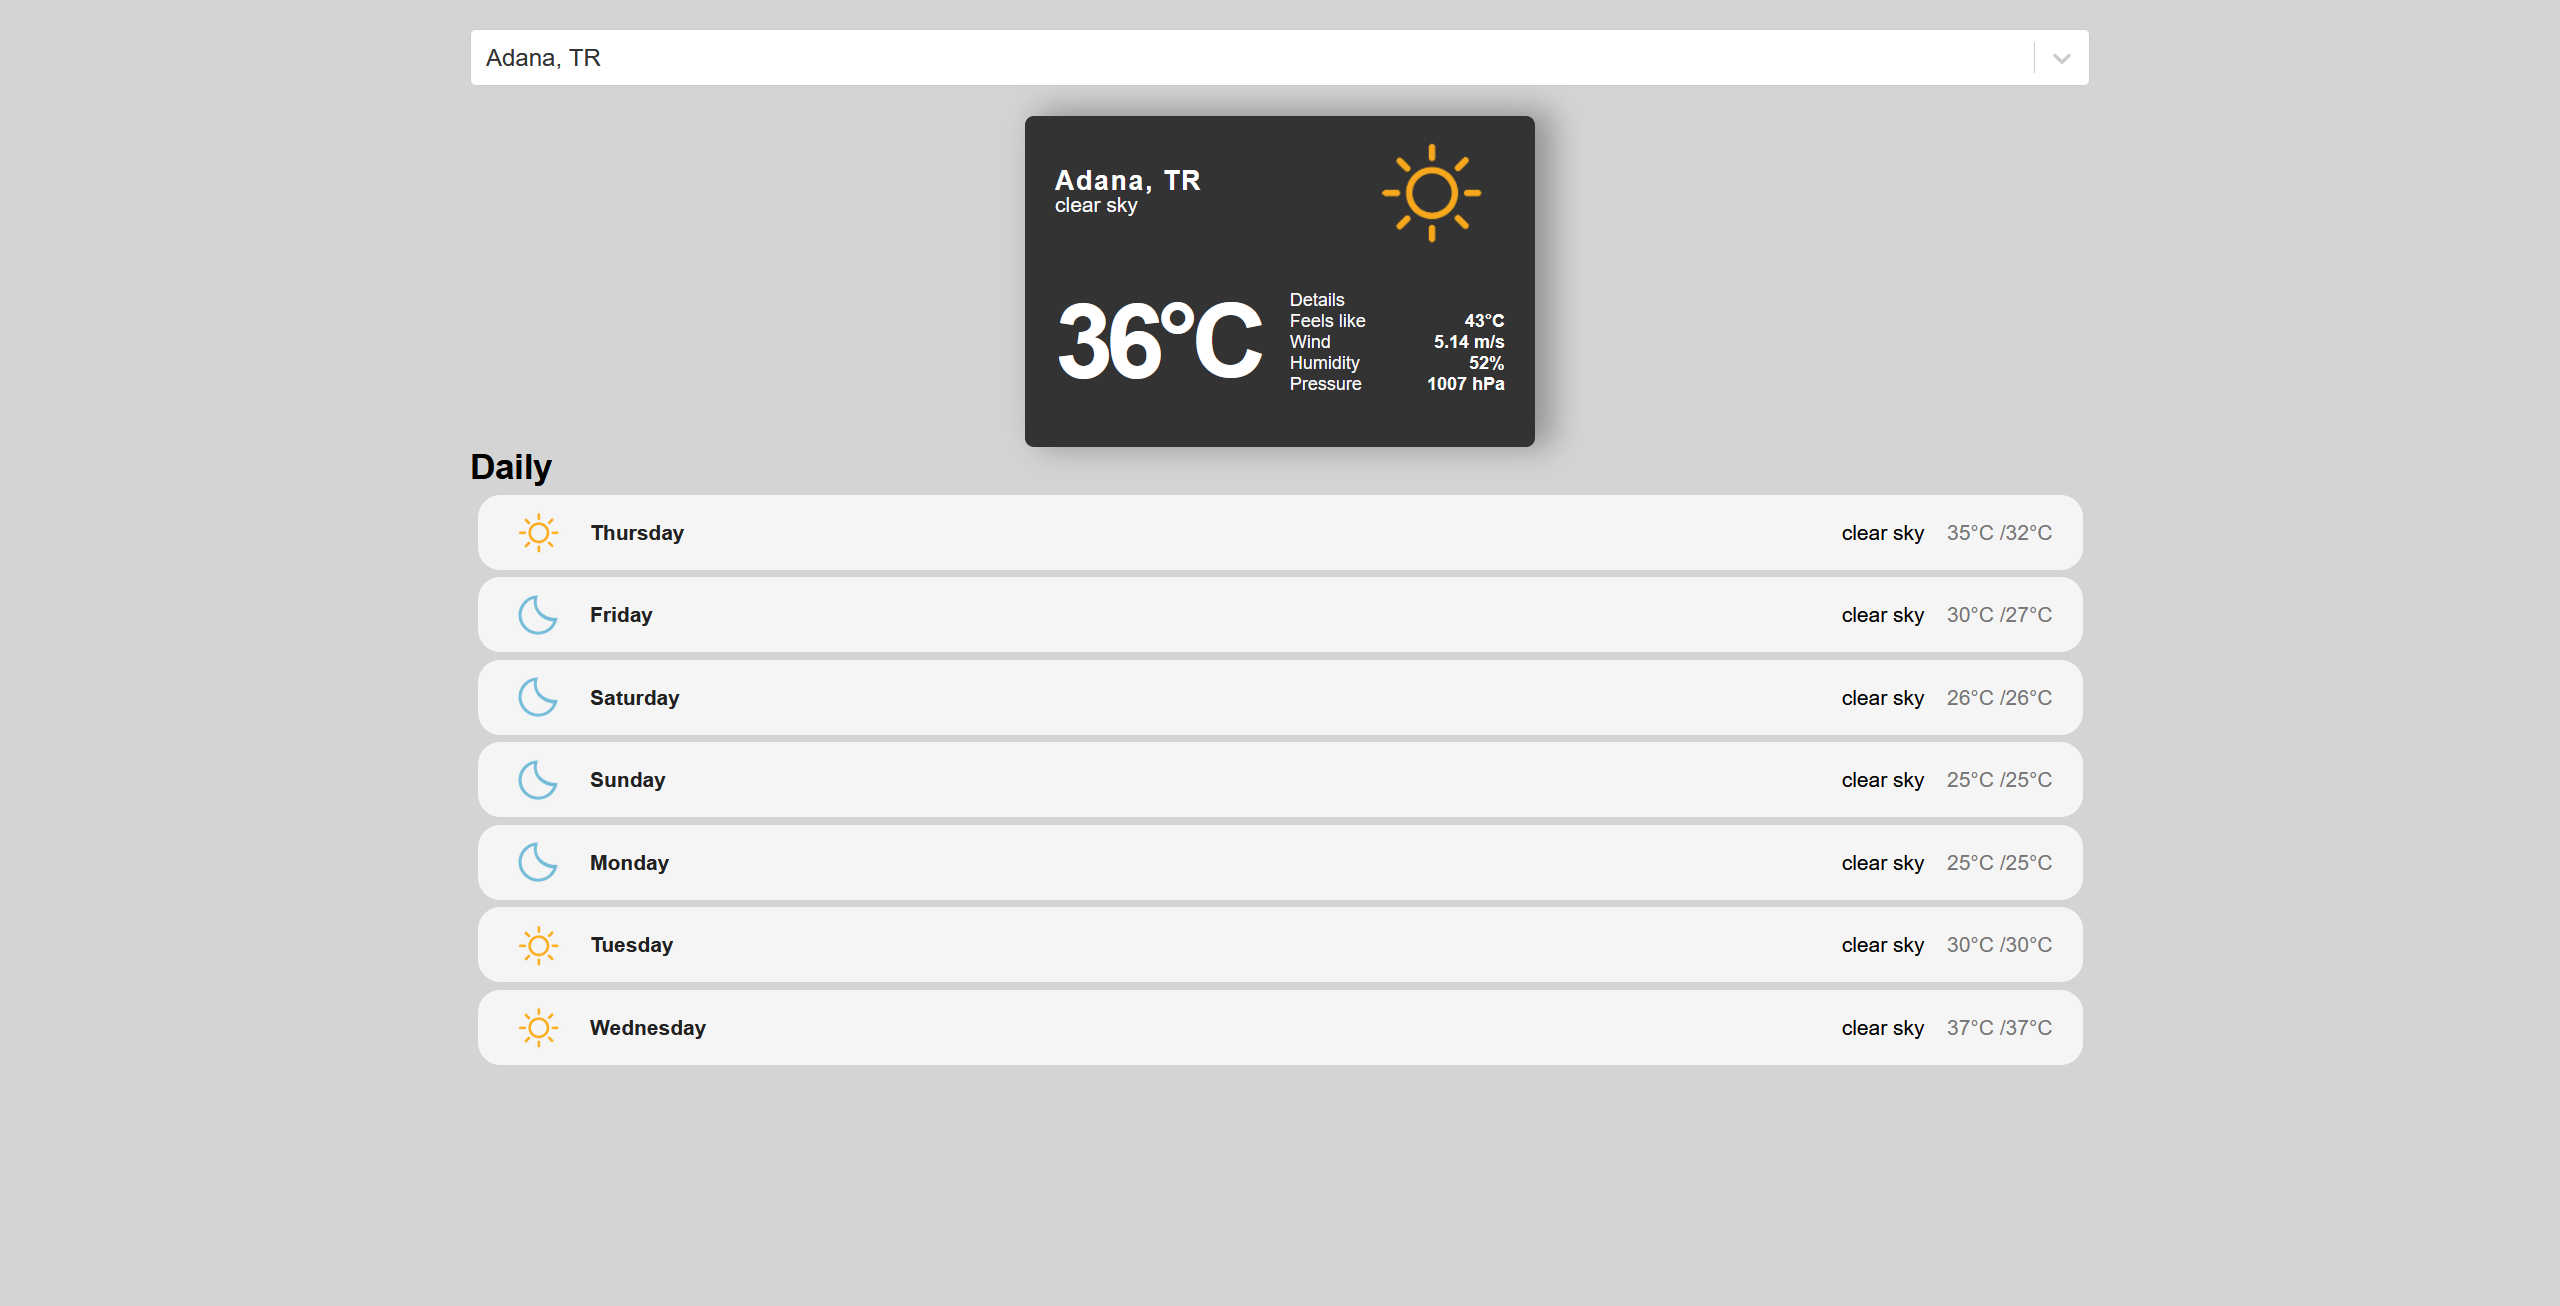 Adana, TR
Adana, TR
clear sky
36°C
Details
Feels like 43°C
Wind 5.14 m/s
Humidity 52%
Pressure 1007 hPa
Daily
Thursday clear sky 35°C /32°C
Friday clear sky 30°C /27°C
Saturday clear sky 26°C /26°C
Sunday clear sky 25°C /25°C
Monday clear sky 25°C /25°C
Tuesday clear sky 30°C /30°C
Wednesday clear sky 37°C /37°C